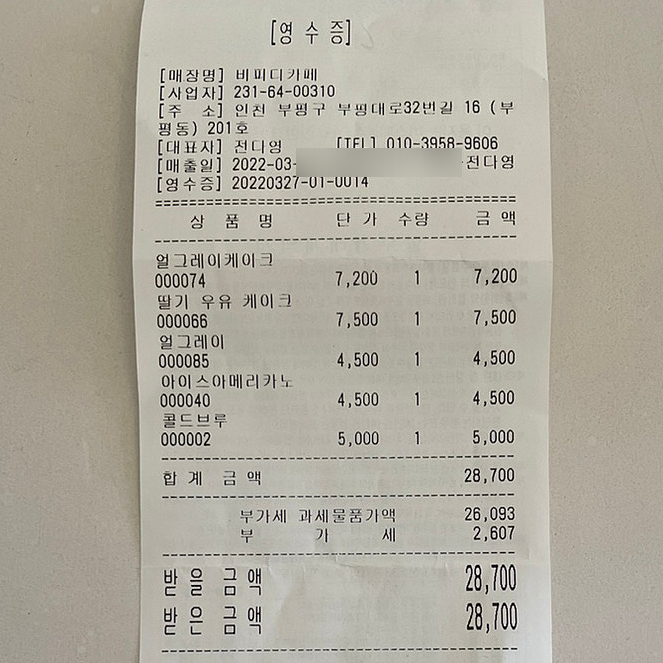 [영 수 증]
[매장명] 비피디카페
[사업자] 231-64-00310
[주 소] 인천 부평구 부평대로32번길 16 (부
평동) 201호
[대표자] 전다영 [TEL] 010-3958-9606
[매출일] 2022-03- 전다영
[영수증] 20220327-01-0014
상 품 명 단 가 수량 금 액
얼그레이케이크
000074 7,200 1 7,200
딸기 우유 케이크
000066 7,500 1 7,500
얼그레이
000085 4,500 1 4,500
아이스아메리카노
000040 4,500 1 4,500
콜드브루
000002 5,000 1 5,000
합 계 금 액 28,700
부가세 과세물품가액 26,093
부 가 세 2,607
받 을 금 액 28,700
받 은 금 액 28,700